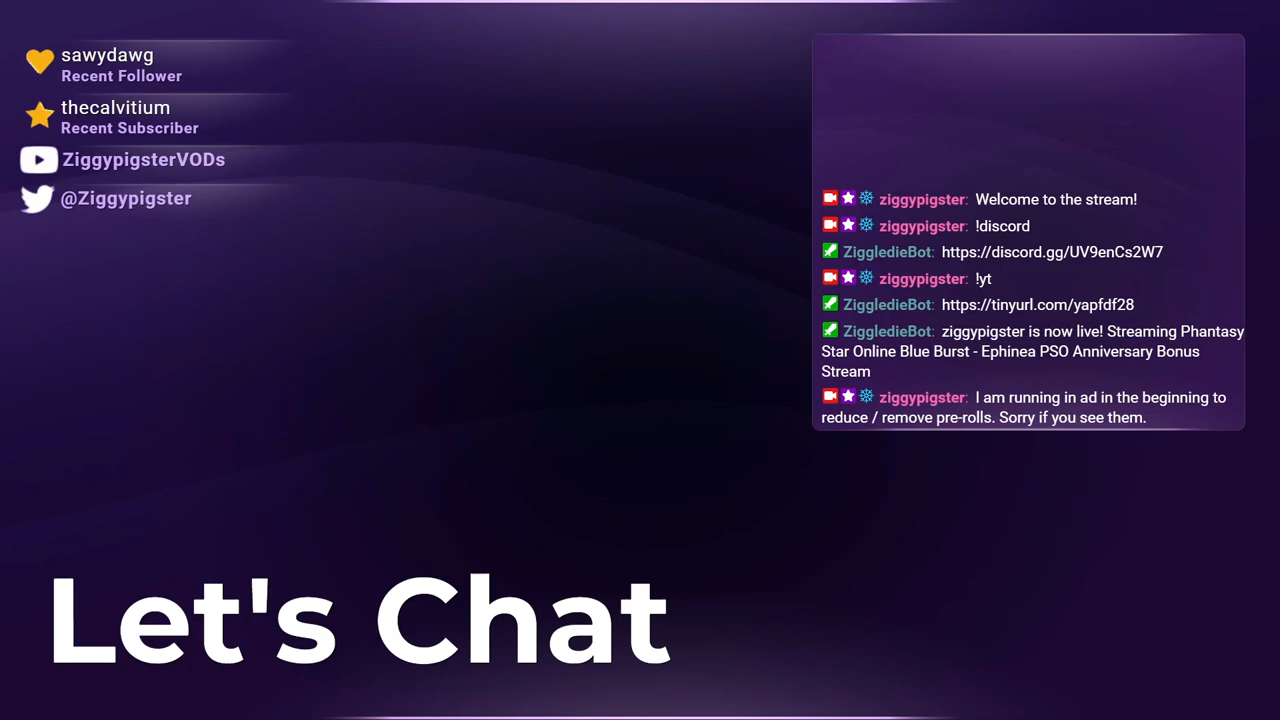 sawydawg
Recent Follower
thecalvitium
Recent Subscriber
ZiggypigsterVODs
@Ziggypigster
ziggypigster: Welcome to the stream!
ziggypigster: !discord
ZiggledieBot: https://discord.gg/UV9enCs2W7
ziggypigster: !yt
ZiggledieBot: https://tinyurl.com/yapfdf28
ZiggledieBot: ziggypigster is now live! Streaming Phantasy
Star Online Blue Burst - Ephinea PSO Anniversary Bonus
Stream
ziggypigster: I am running in ad in the beginning to
reduce / remove pre-rolls. Sorry if you see them.
Let's Chat